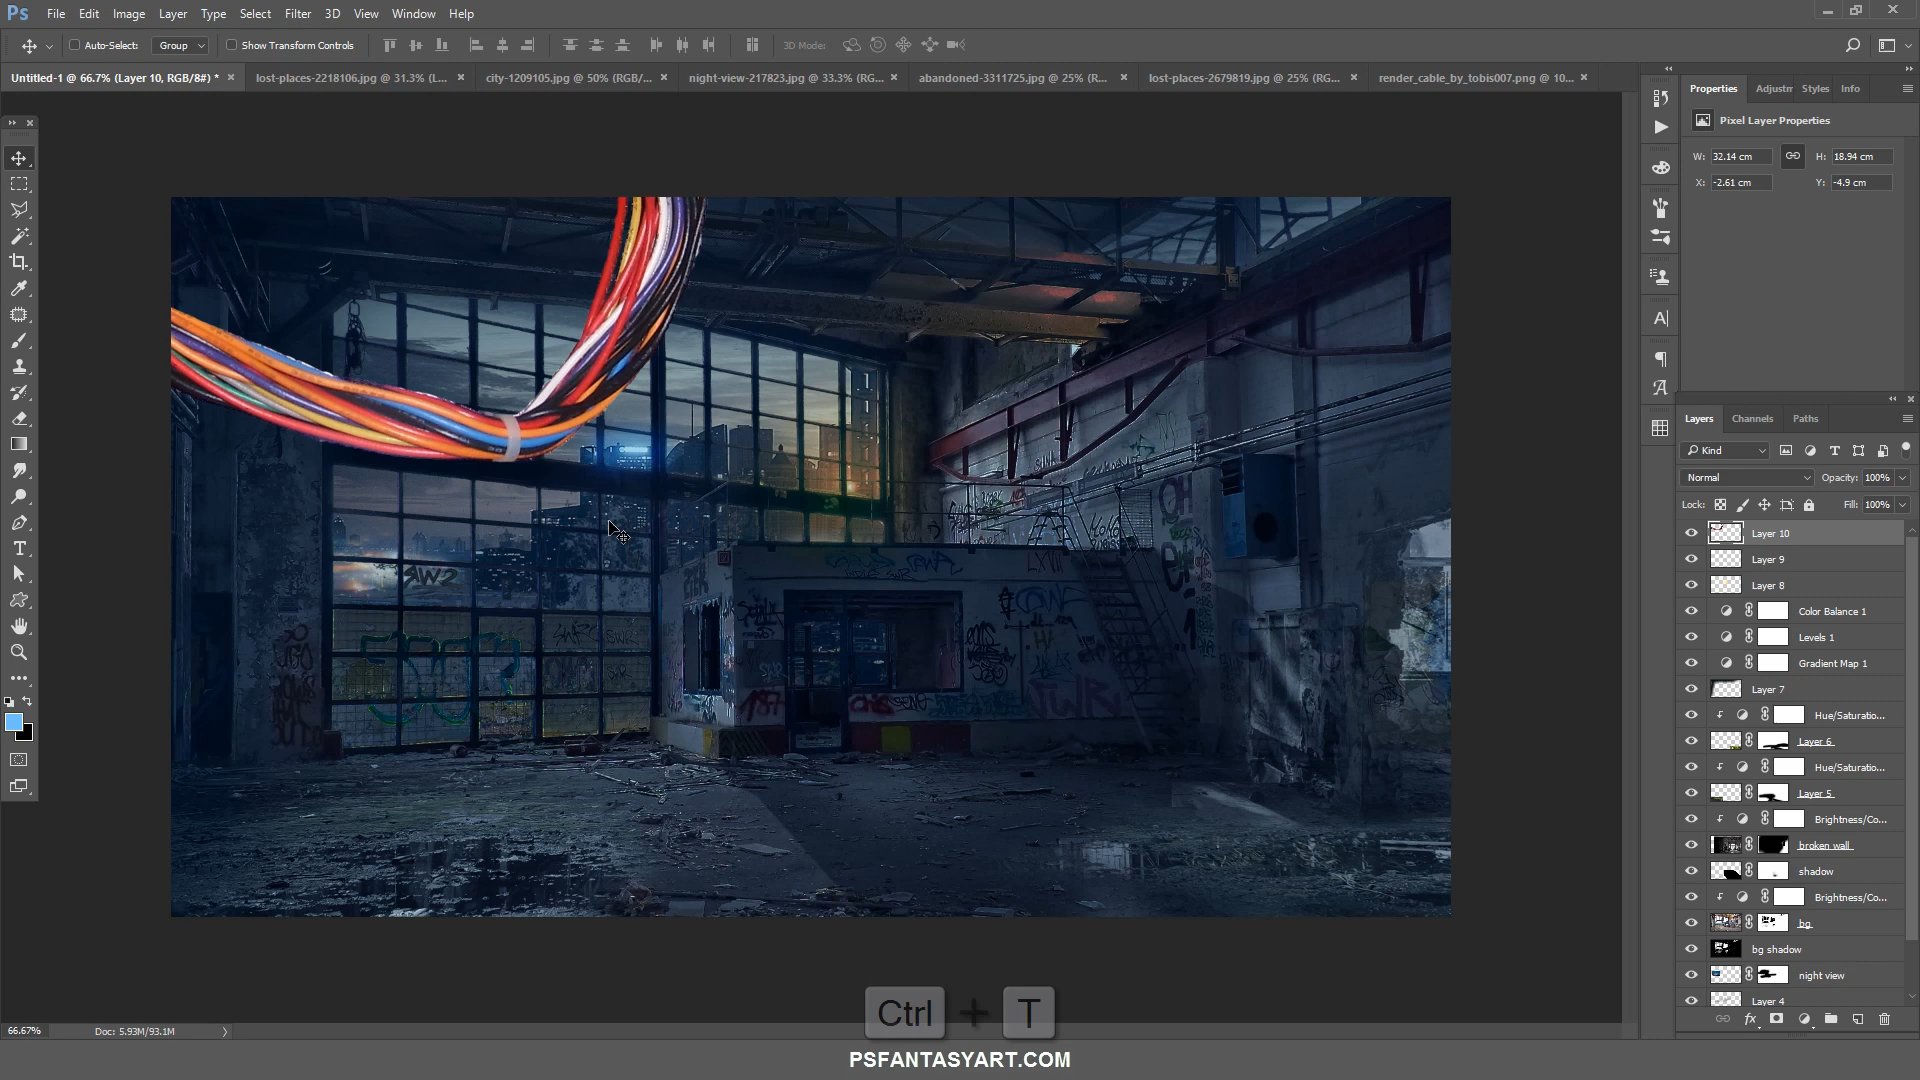 Ps File Edit Image Layer Type Select Filter 3D View Window Help
Auto-Select: Group Show Transform Controls 3D Mode:
Untitled-1 @ 66.7% (Layer 10, RGB/8#) * lost-places-2218106.jpg @ 31.3% (L... city-1209105.jpg @ 50% (RGB/... night-view-217823.jpg @ 33.3% (RG... abandoned-3311725.jpg @ 25% (R... lost-places-2679819.jpg @ 25% (RG... render_cable_by_tobis007.png @ 10...
Properties Adjustm Styles Info
Pixel Layer Properties
W: 32.14 cm H: 18.94 cm
X: -2.61 cm Y: -4.9 cm
Layers Channels Paths
Kind
Normal Opacity: 100%
Lock: Fill: 100%
Layer 10
Layer 9
Layer 8
Color Balance 1
Levels 1
Gradient Map 1
Layer 7
Hue/Saturatio...
Layer 6
Hue/Saturatio...
Layer 5
Brightness/Co...
broken wall
shadow
Brightness/Co...
bg
bg shadow
night view
Layer 4
66.67% Doc: 5.93M/93.1M
Ctrl + T
PSFANTASYART.COM